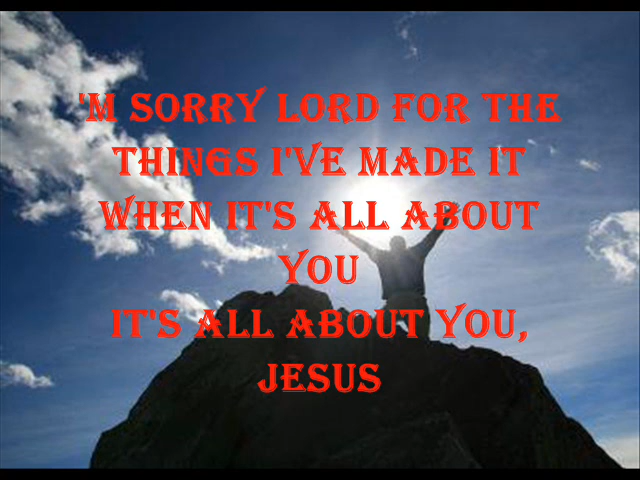 'M SORRY LORD FOR THE
THINGS I'VE MADE IT
WHEN IT'S ALL ABOUT
YOU
IT'S ALL ABOUT YOU,
JESUS